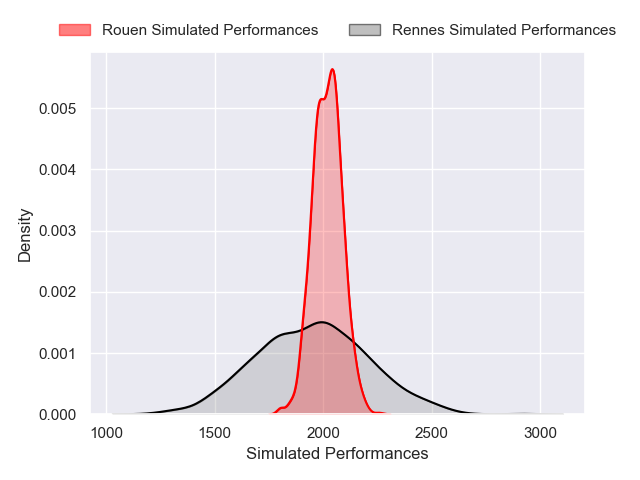 Rouen Simulated Performances Rennes Simulated Performances
0.005
0.004
0.003
0.002
0.001
0.000
Density
1000 1500 2000 2500 3000
Simulated Performances